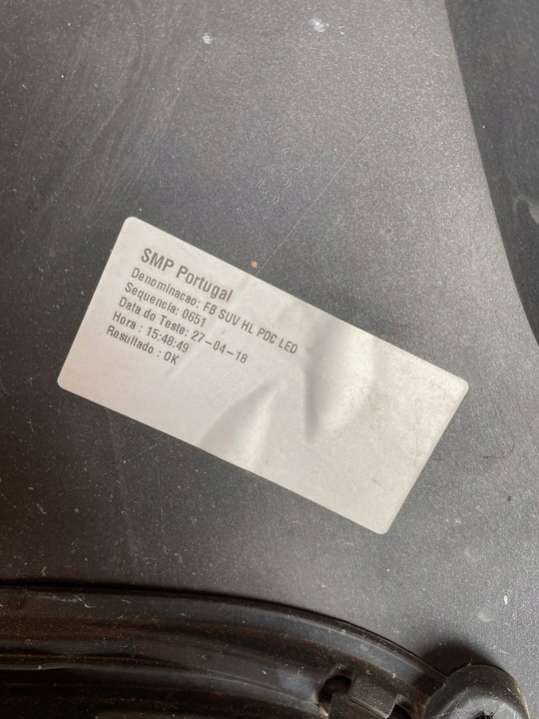 SMP Portugal
Denominacao: FB SUV HL PDC LED
Sequencia: 0651
Data do Teste: 27-04-18
Hora : 15:48:49
Resultado : OK